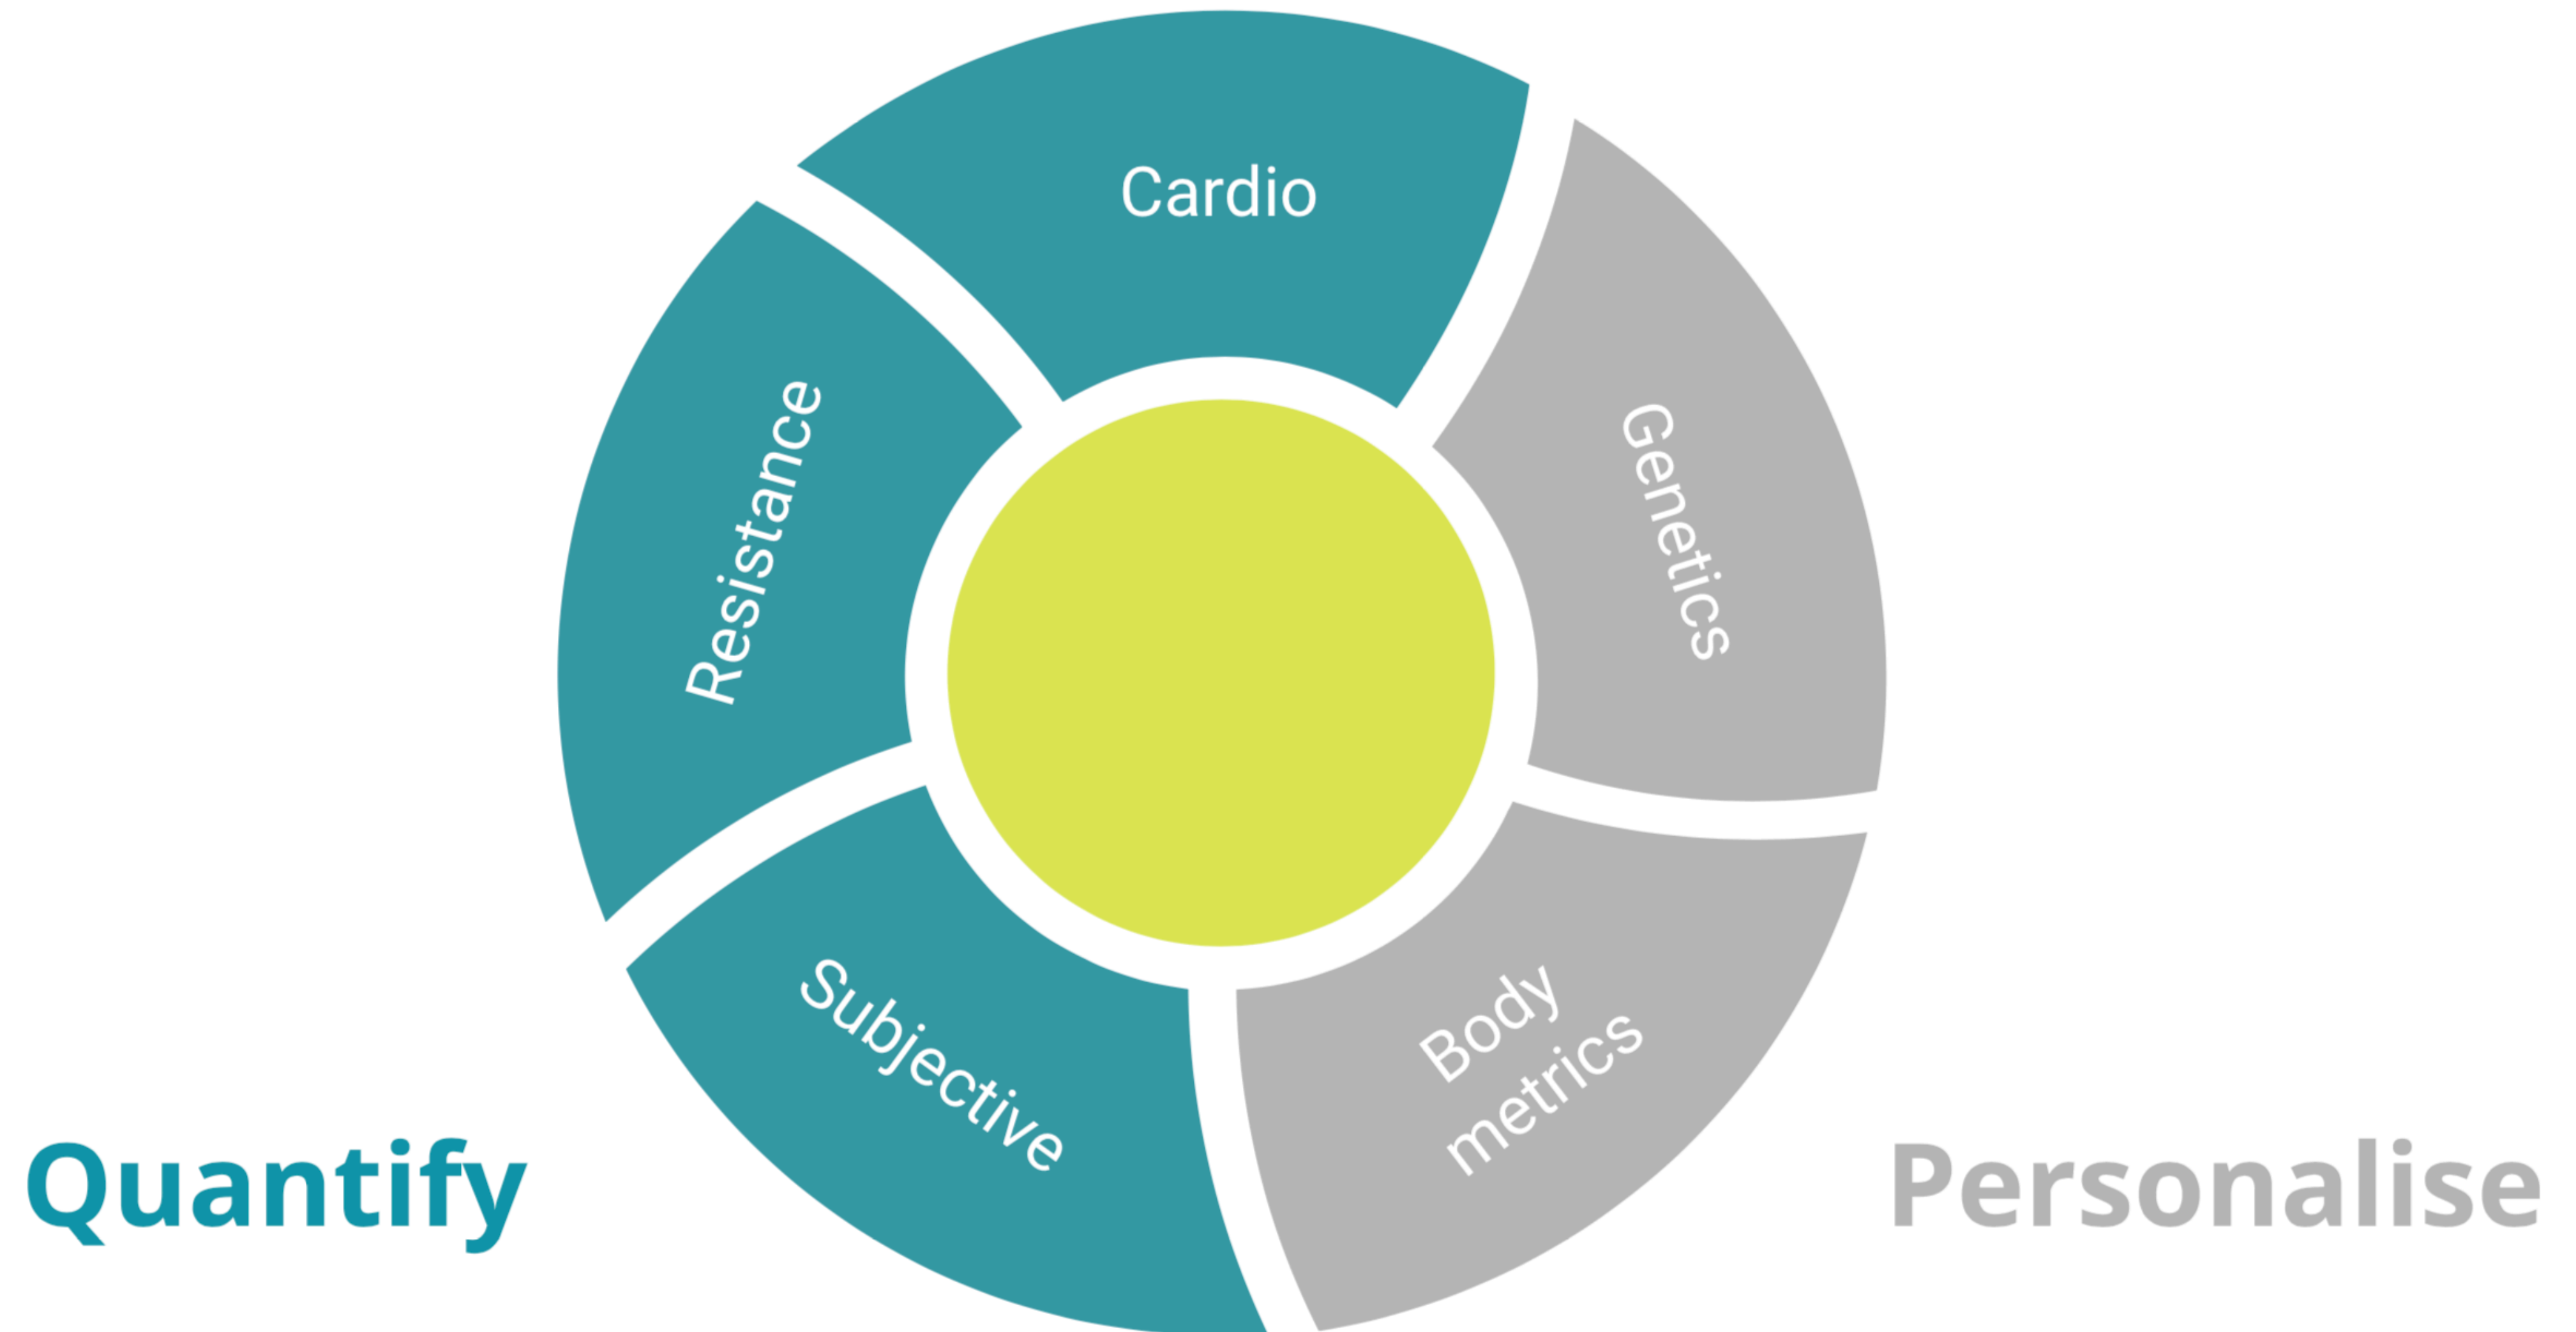 Cardio
Resistance
Genetics
Subjective
Body
metrics
Quantify
Personalise